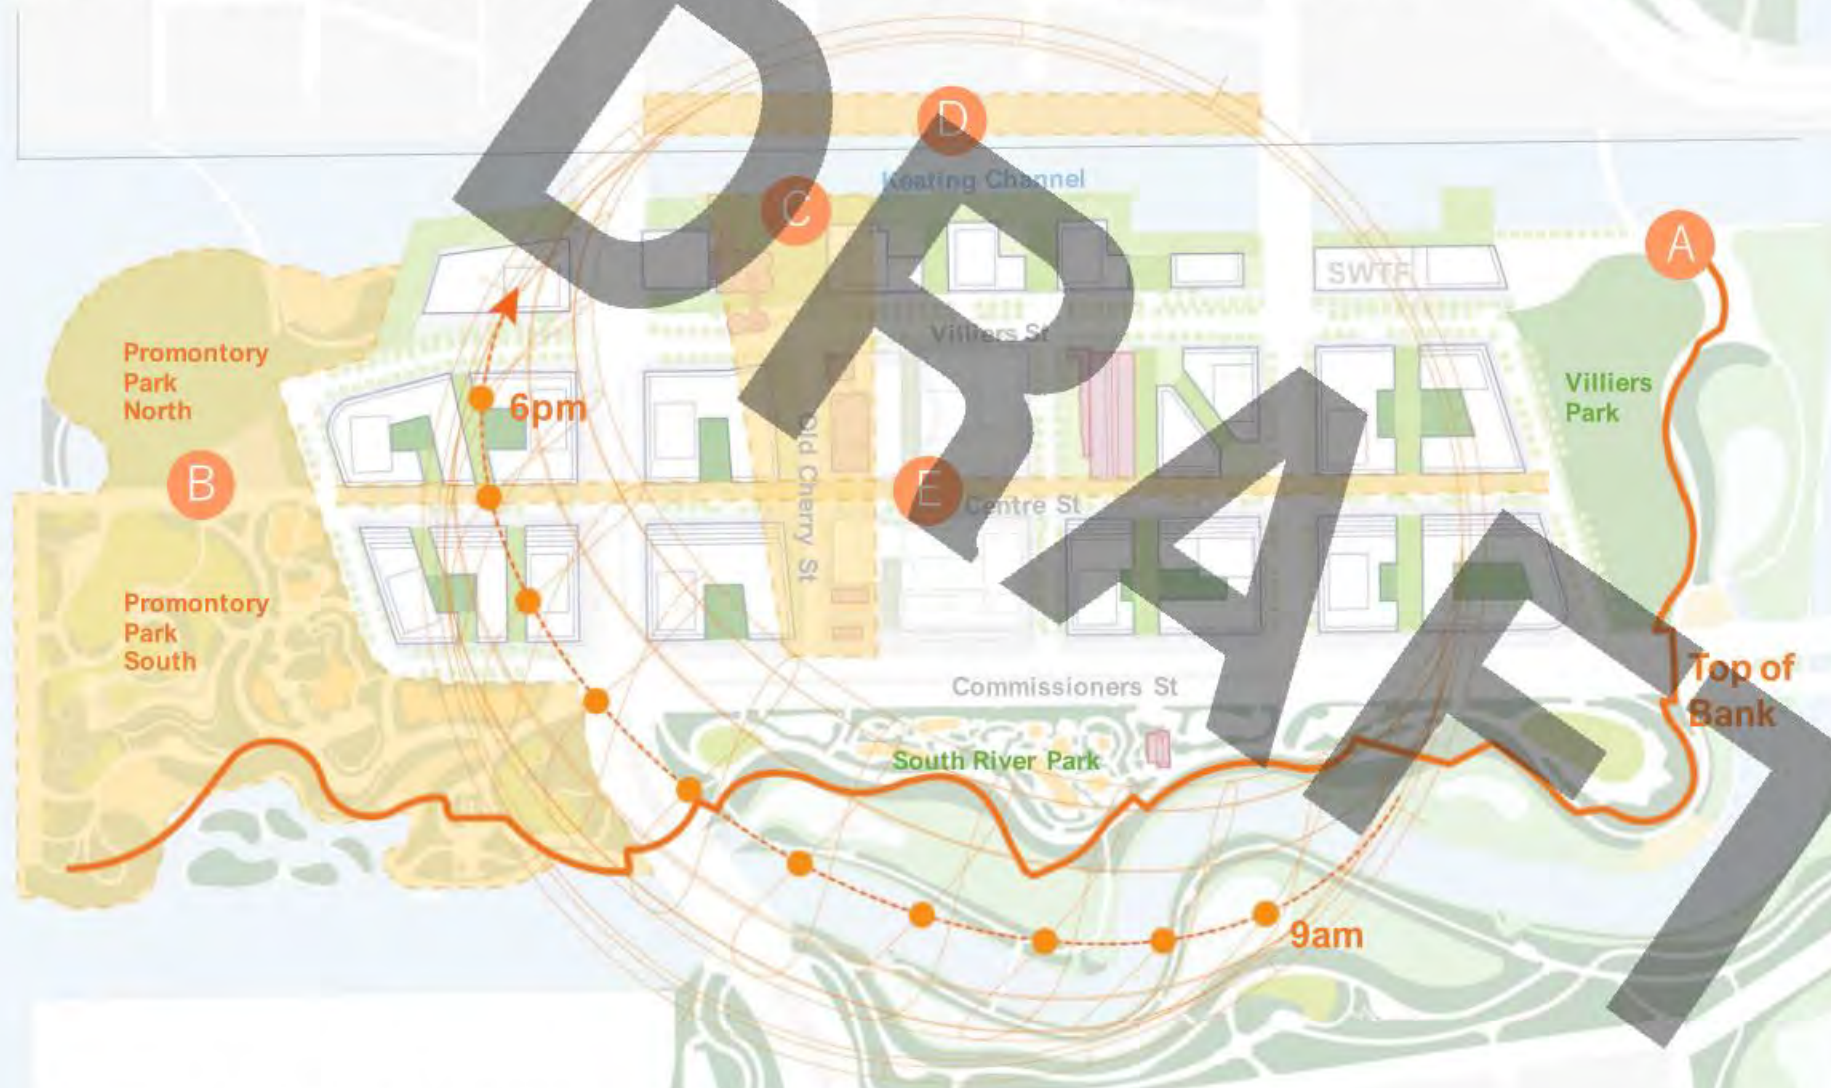 D
Keating Channel
C
A
SWTF
Villiers St
Promontory
Park
North
6pm
Villiers
Park
B
E
Centre St
Old Cherry St
Promontory
Park
South
Top of
Bank
Commissioners St
South River Park
9am
DRAFT